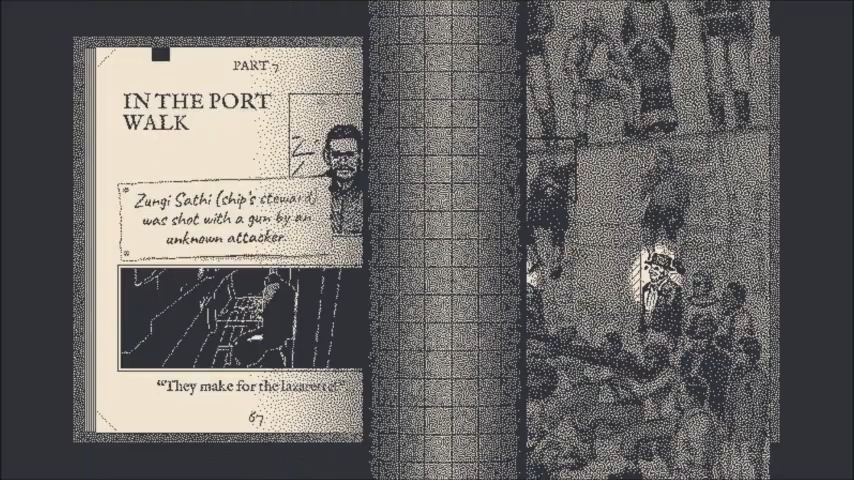 PART 7
IN THE PORT
WALK
Zungi Sathi (ship's steward)
was shot with a gun by an
unknown attacker.
"They make for the lazarette!"
67